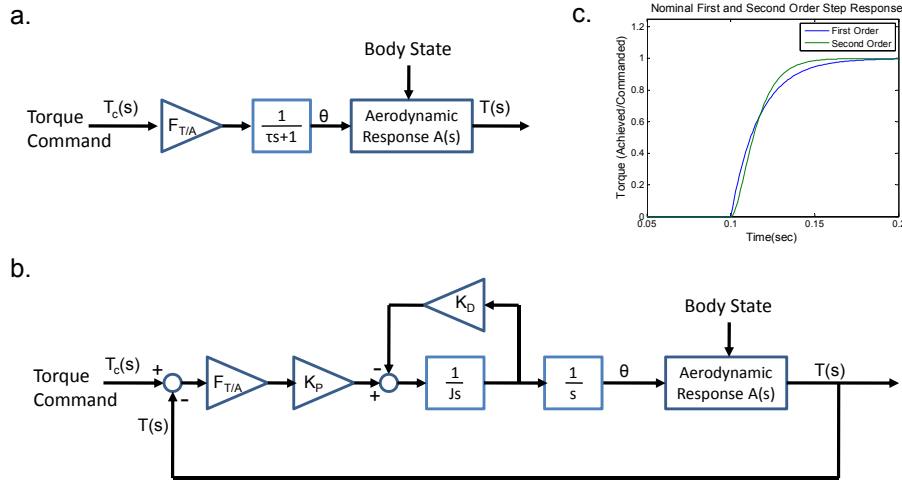 a.
Torque
Command
T_c(s)
F_T/A
1
τs+1
θ
Body State
Aerodynamic
Response A(s)
T(s)
c.
Nominal First and Second Order Step Response
First Order
Second Order
Torque (Achieved/Commanded)
1.2
1
0.8
0.6
0.4
0.2
0
0.05
0.1
0.15
0.2
Time(sec)
b.
Torque
Command
T_c(s)
+
-
T(s)
F_T/A
K_P
-
+
K_D
1
Js
1
s
θ
Body State
Aerodynamic
Response A(s)
T(s)